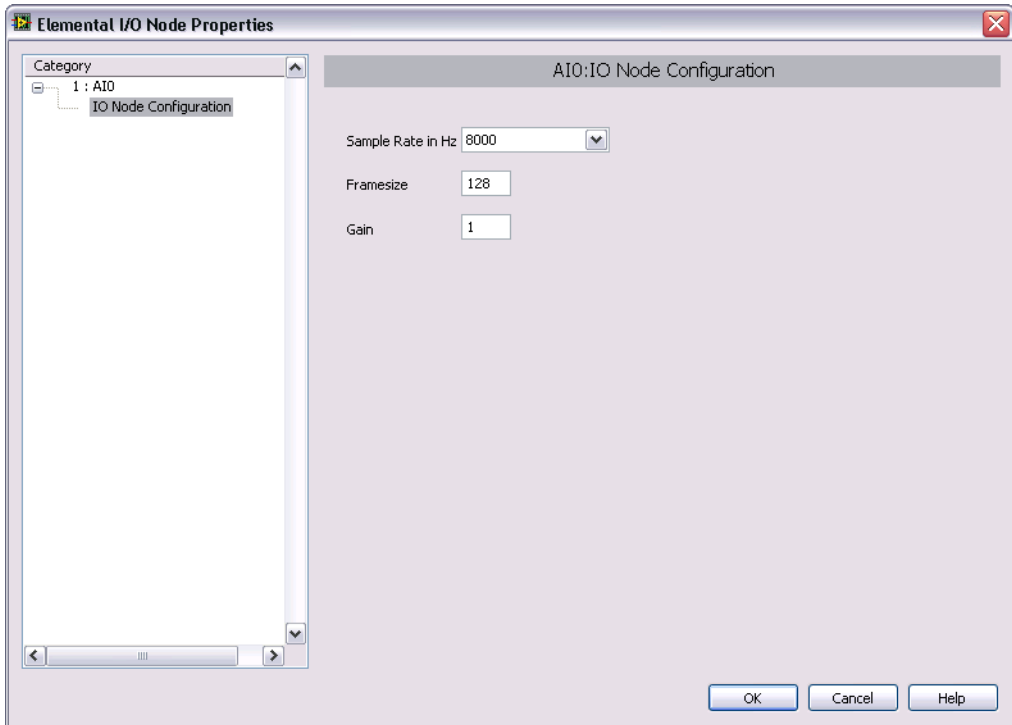 Elemental I/O Node Properties
Category
1 : AI0
IO Node Configuration
AI0:IO Node Configuration
Sample Rate in Hz 8000
Framesize 128
Gain 1
OK Cancel Help